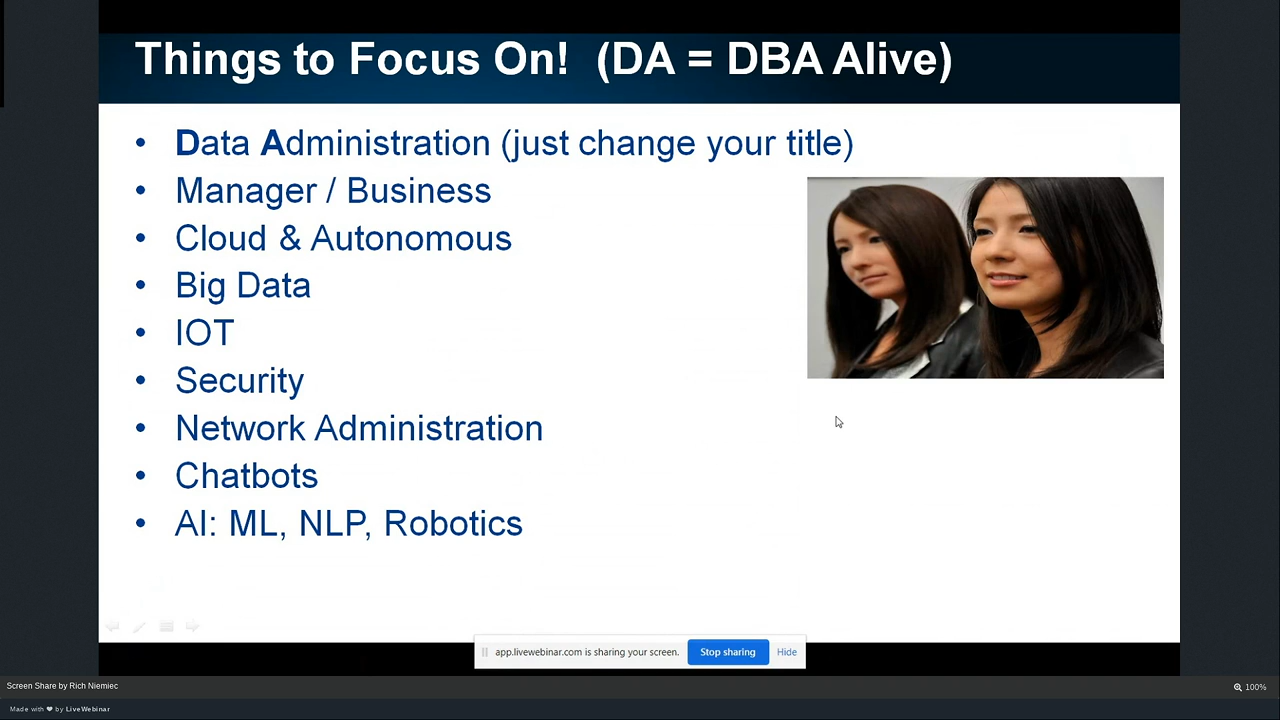 Things to Focus On! (DA = DBA Alive)
• Data Administration (just change your title)
• Manager / Business
• Cloud & Autonomous
• Big Data
• IOT
• Security
• Network Administration
• Chatbots
• AI: ML, NLP, Robotics
app.livewebinar.com is sharing your screen.
Stop sharing
Hide
Screen Share by Rich Niemiec
100%
Made with ❤ by LiveWebinar